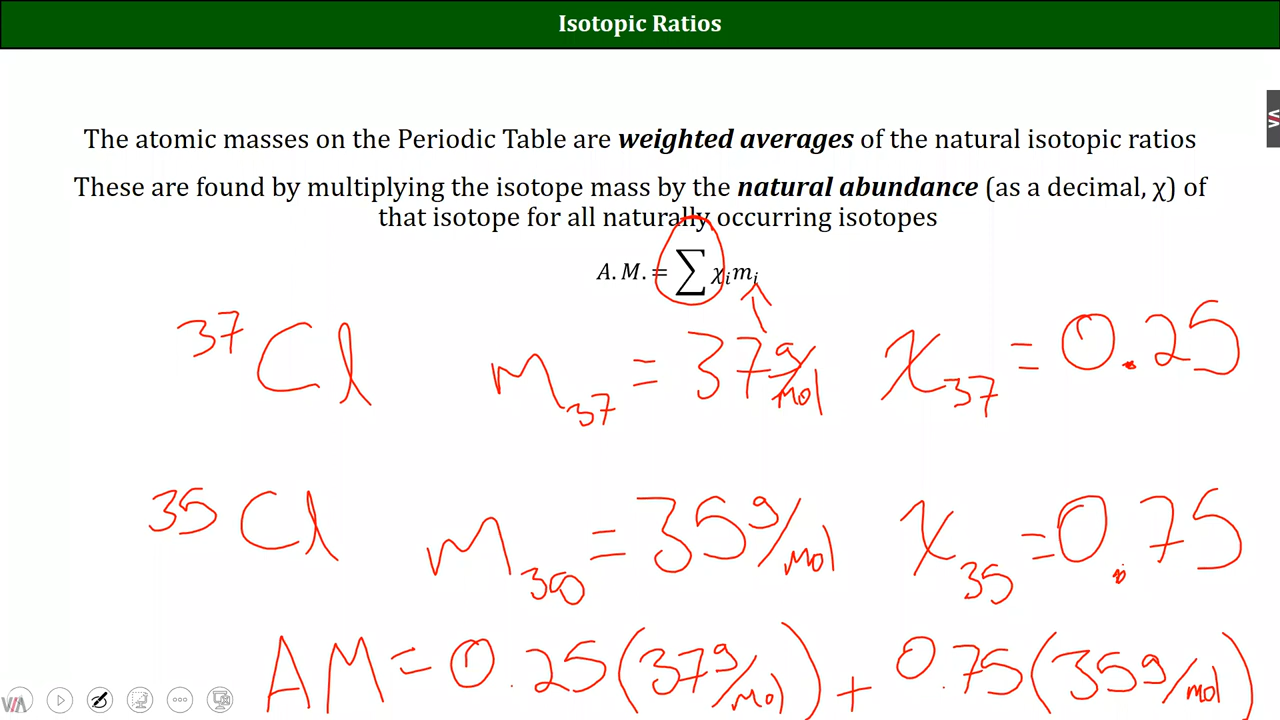 Isotopic Ratios
The atomic masses on the Periodic Table are weighted averages of the natural isotopic ratios
These are found by multiplying the isotope mass by the natural abundance (as a decimal, χ) of
that isotope for all naturally occurring isotopes
A.M.= ∑ χᵢmᵢ
³⁷Cl m₃₇ = 37 g/mol χ₃₇ = 0.25
³⁵Cl m₃₅ = 35 g/mol χ₃₅ = 0.75
AM = 0.25 (37 g/mol) + 0.75 (35 g/mol)